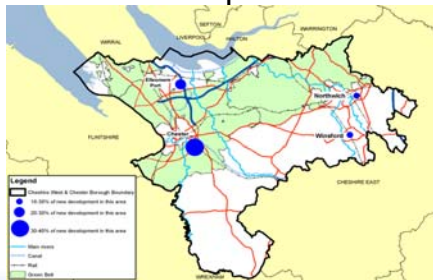 SEFTON
WIRRAL
LIVERPOOL
HALTON
WARRINGTON
Ellesmere
Port
Northwich
FLINTSHIRE
Chester
Winsford
CHESHIRE EAST
Legend
Cheshire West & Chester Borough Boundary
10-20% of new development in this area
20-30% of new development in this area
30-40% of new development in this area
Main rivers
Canal
Rail
Green Belt
WREXHAM